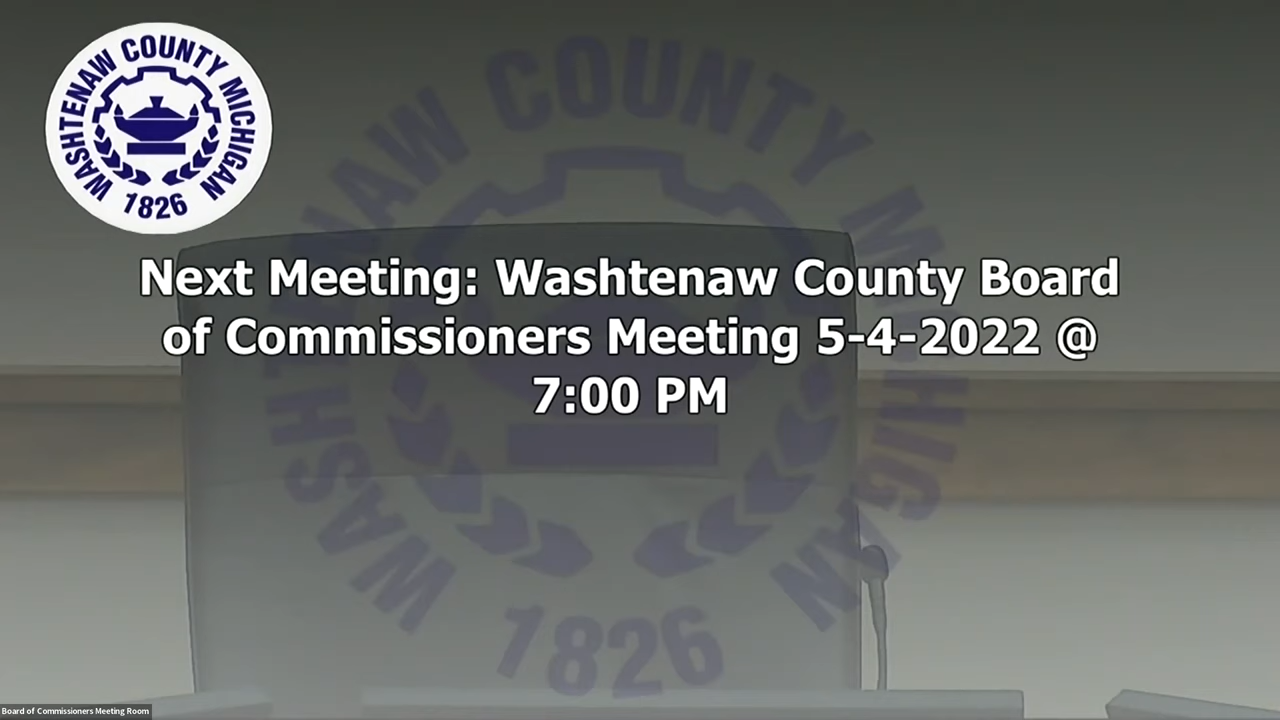 WASHTENAW COUNTY MICHIGAN
1826
WASHTENAW COUNTY MICHIGAN
Next Meeting: Washtenaw County Board
of Commissioners Meeting 5-4-2022 @
7:00 PM
1826
Board of Commissioners Meeting Room